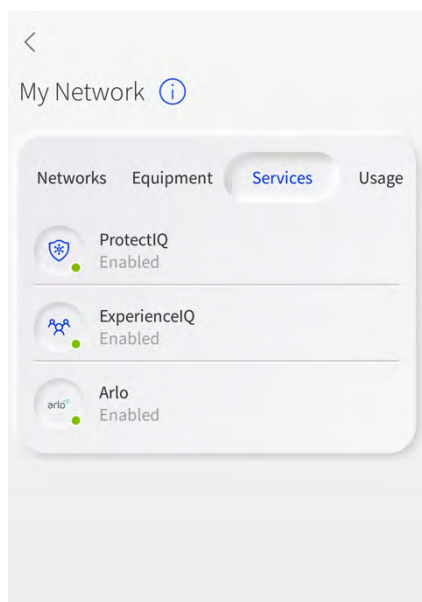 My Network
Networks Equipment Services Usage
ProtectIQ
Enabled
ExperienceIQ
Enabled
arlo
Arlo
Enabled